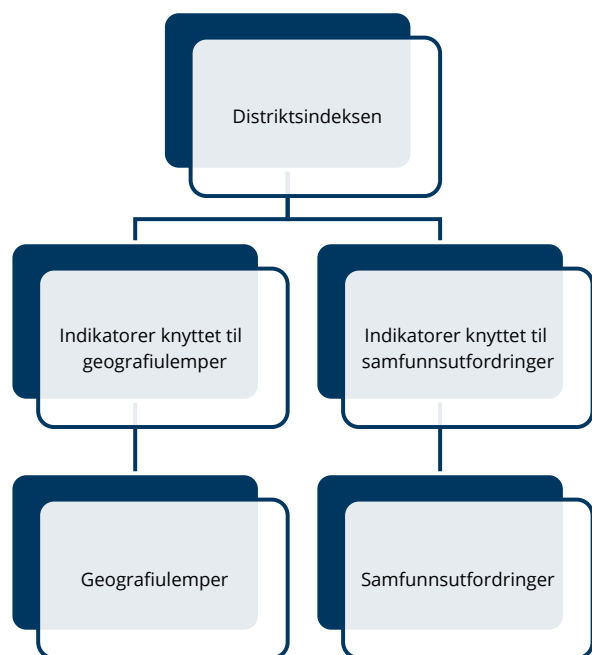 Distriktsindeksen
Indikatorer knyttet til
geografiulemper
Indikatorer knyttet til
samfunnsutfordringer
Geografiulemper
Samfunnsutfordringer